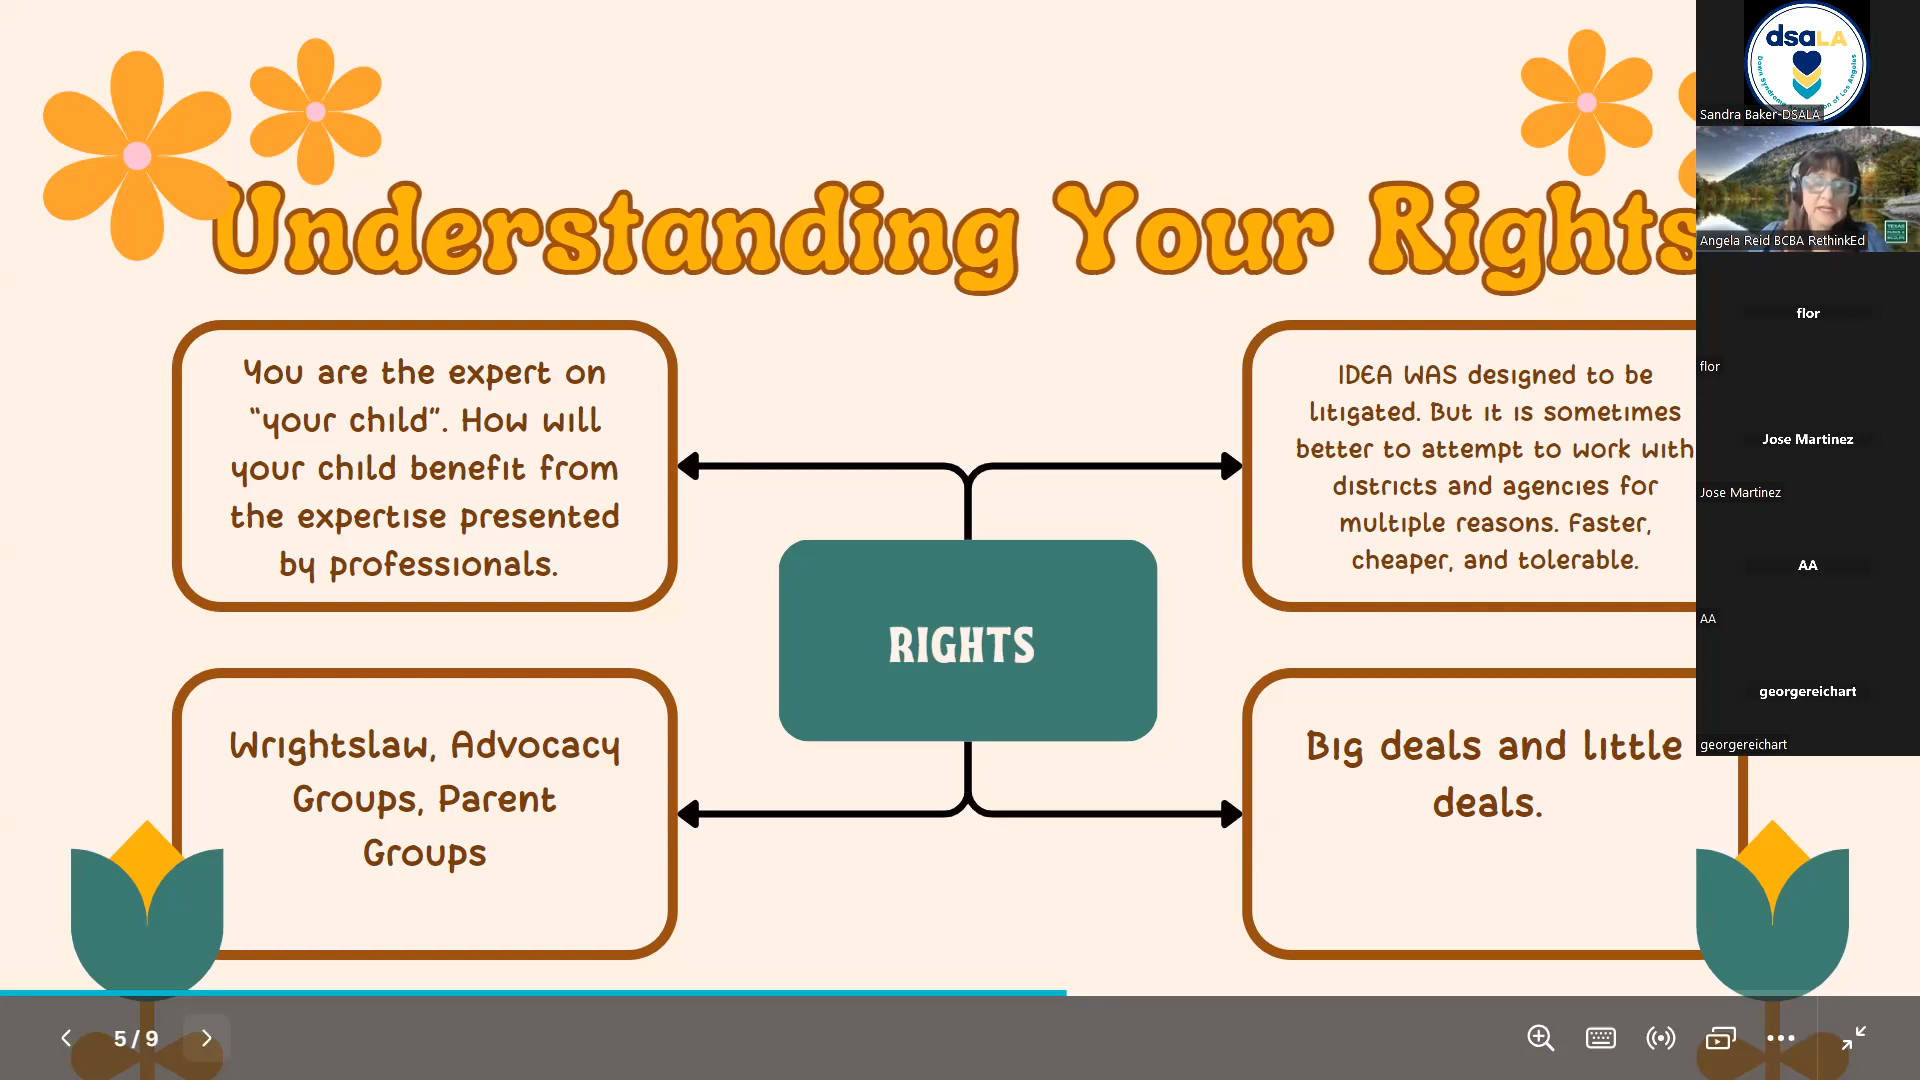 Understanding Your Rights
You are the expert on
“your child”. How will
your child benefit from
the expertise presented
by professionals.
IDEA WAS designed to be
litigated. But it is sometimes
better to attempt to work with
districts and agencies for
multiple reasons. Faster,
cheaper, and tolerable.
RIGHTS
Wrightslaw, Advocacy
Groups, Parent
Groups
Big deals and little
deals.
dsaLA
Sandra Baker-DSALA
Angela Reid BCBA RethinkEd
flor
flor
Jose Martinez
Jose Martinez
AA
AA
georgereichart
georgereichart
5 / 9